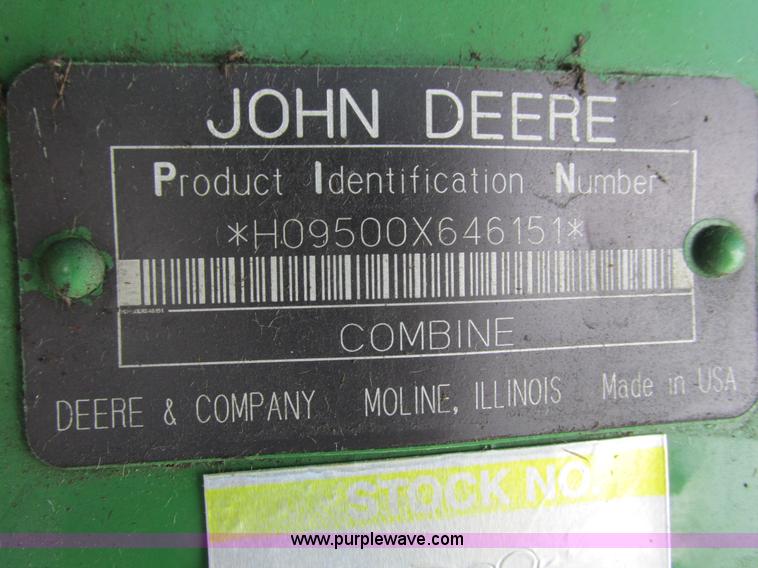 JOHN DEERE
Product Identification Number
*H09500X646151*
COMBINE
DEERE & COMPANY MOLINE, ILLINOIS Made in USA
STOCK NO.
www.purplewave.com